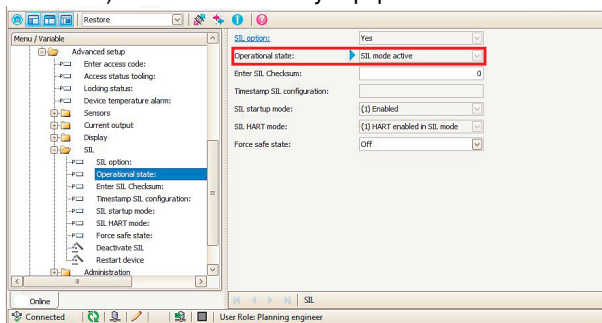 Restore
Menu / Variable
Advanced setup
Enter access code:
Access status tooling:
Locking status:
Device temperature alarm:
Sensors
Current output
Display
SIL
SIL option:
Operational state:
Enter SIL Checksum:
Timestamp SIL configuration:
SIL startup mode:
SIL HART mode:
Force safe state:
Deactivate SIL
Restart device
Administration
Online
SIL option: Yes
Operational state: SIL mode active
Enter SIL Checksum: 0
Timestamp SIL configuration:
SIL startup mode: (1) Enabled
SIL HART mode: (1) HART enabled in SIL mode
Force safe state: Off
SIL
Connected
User Role: Planning engineer